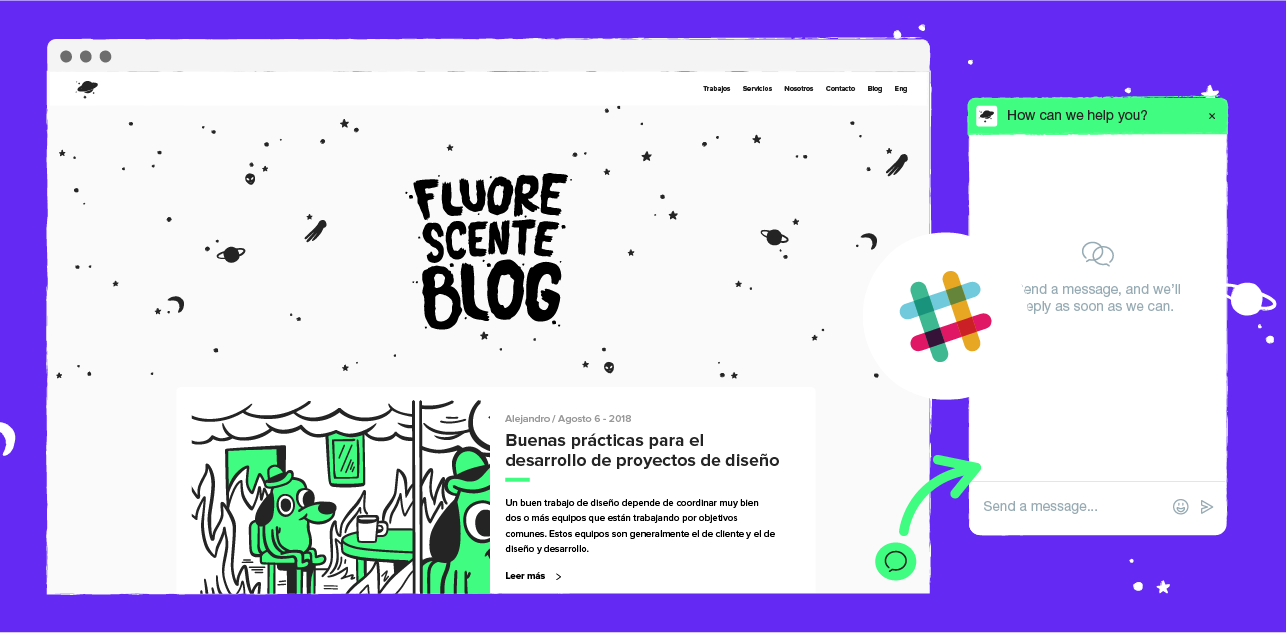 Trabajos Servicios Nosotros Contacto Blog Eng
FLUORE
SCENTE
BLOG
Alejandro / Agosto 6 - 2018
Buenas prácticas para el
desarrollo de proyectos de diseño
Un buen trabajo de diseño depende de coordinar muy bien
dos o más equipos que están trabajando por objetivos
comunes. Estos equipos son generalmente el de cliente y el de
diseño y desarrollo.
Leer más >
How can we help you? ×
end a message, and we'll
eply as soon as we can.
Send a message...